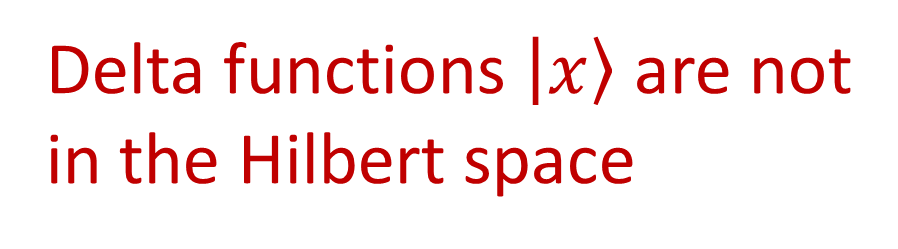 Delta functions |x⟩ are not
in the Hilbert space